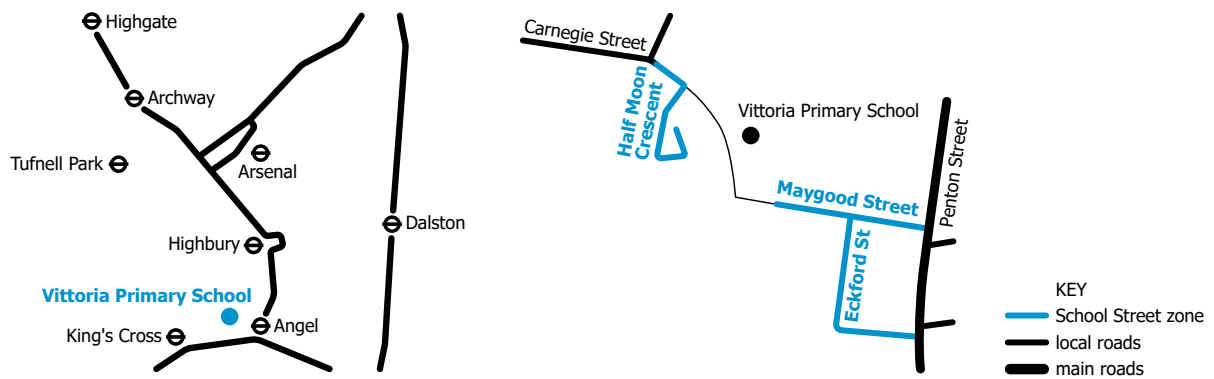 Highgate
Archway
Tufnell Park
Arsenal
Dalston
Highbury
Vittoria Primary School
King's Cross
Angel
Carnegie Street
Half Moon
Crescent
Vittoria Primary School
Penton Street
Maygood Street
Eckford St
KEY
School Street zone
local roads
main roads